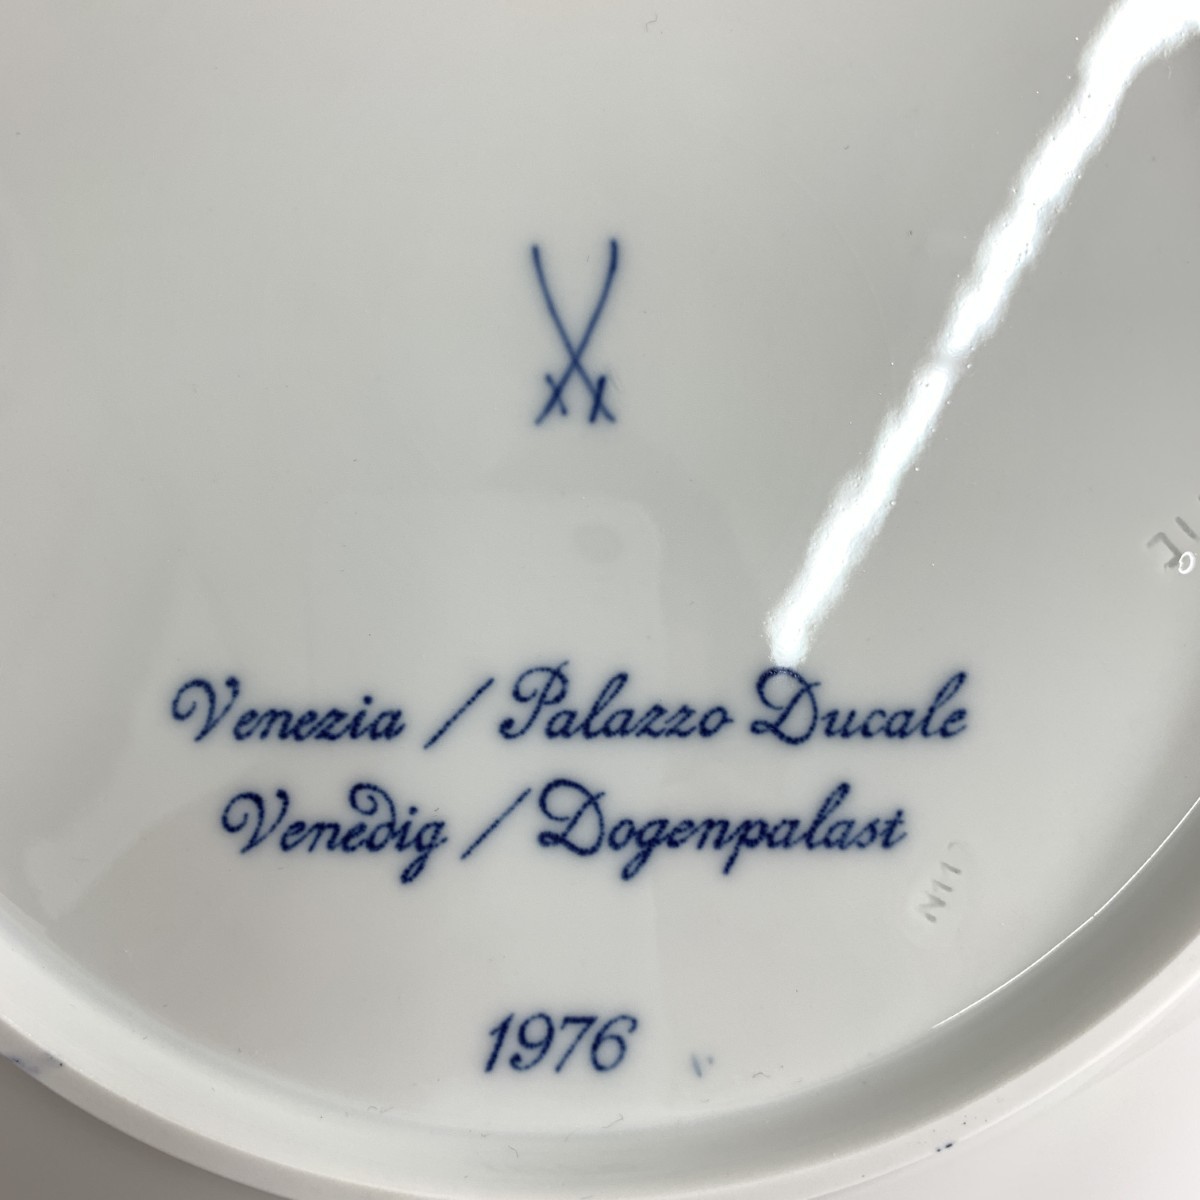 Venezia / Palazzo Ducale
Venedig / Dogenpalast
1976